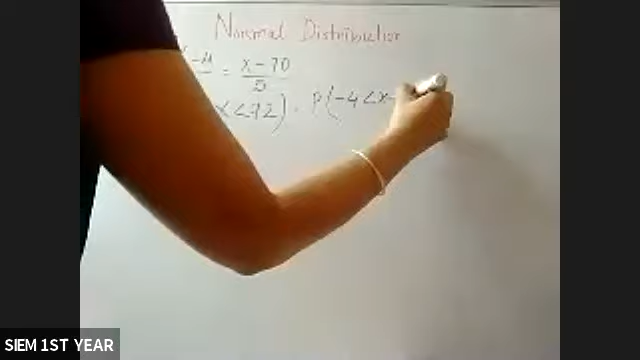 Normal Distribution
-μ = x-70
5
x<72) = P(-4<x-
SIEM 1ST YEAR